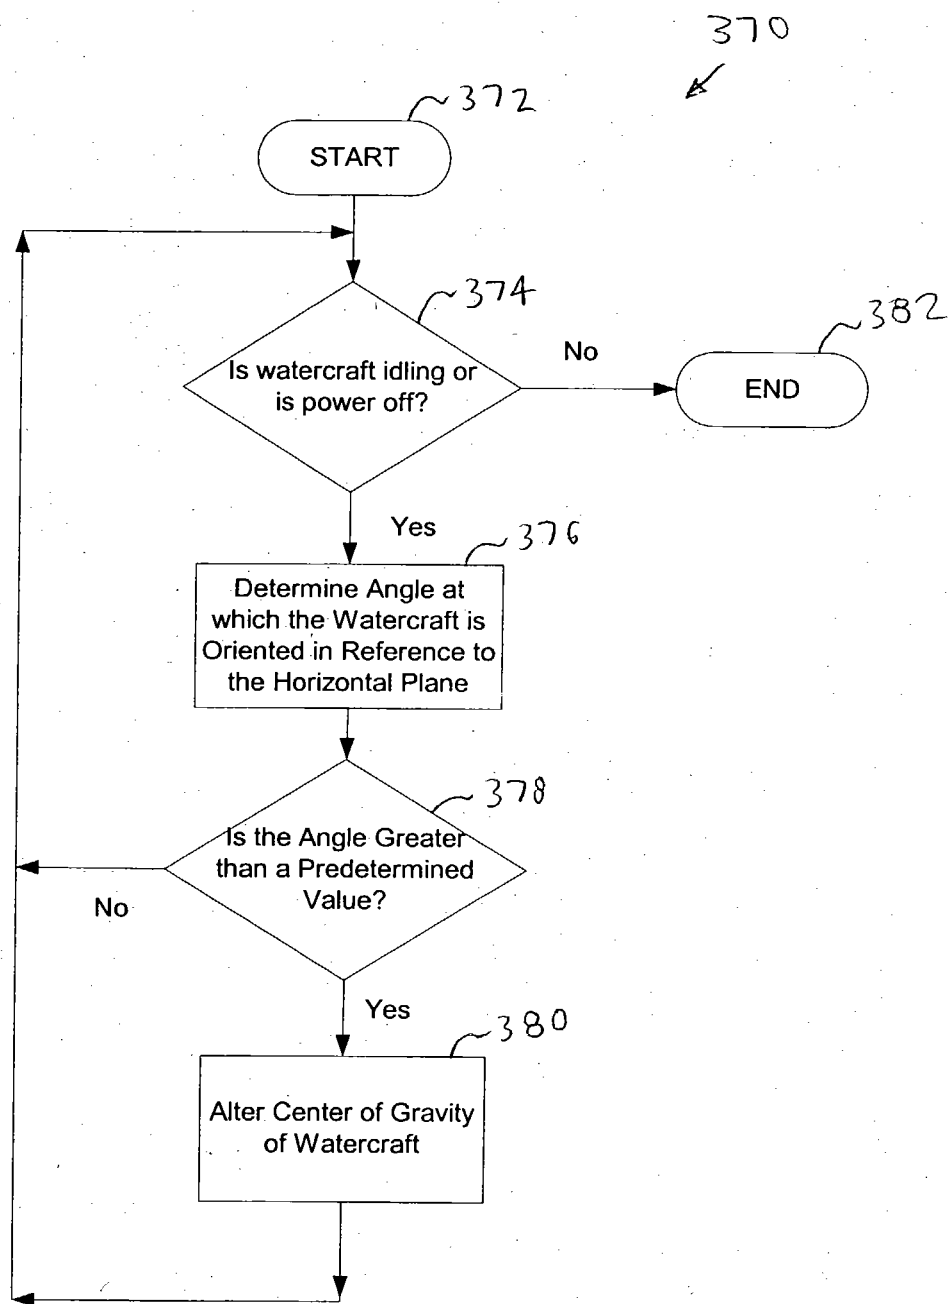 370
372
START
374
Is watercraft idling or
is power off?
No
382
END
Yes
376
Determine Angle at
which the Watercraft is
Oriented in Reference to
the Horizontal Plane
378
Is the Angle Greater
than a Predetermined
Value?
No
Yes
380
Alter Center of Gravity
of Watercraft